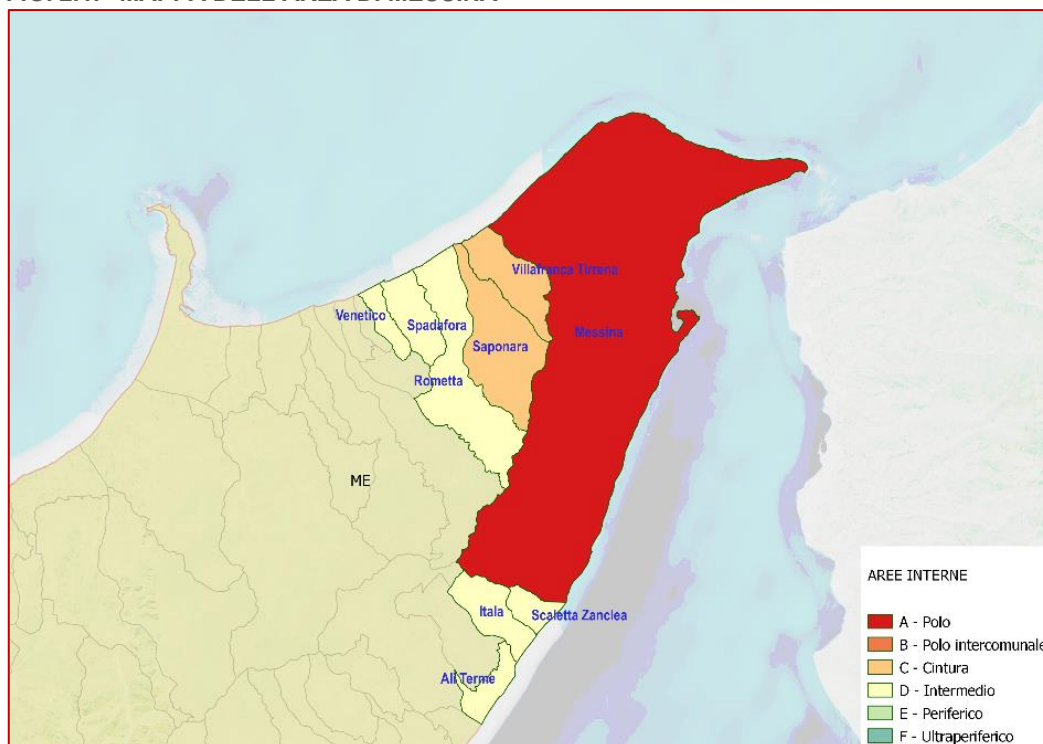 Villafranca Tirrena
Venetico
Spadafora
Messina
Saponara
Rometta
ME
Itala
Scaletta Zanclea
Alì Terme
AREE INTERNE
A - Polo
B - Polo intercomunale
C - Cintura
D - Intermedio
E - Periferico
F - Ultraperiferico